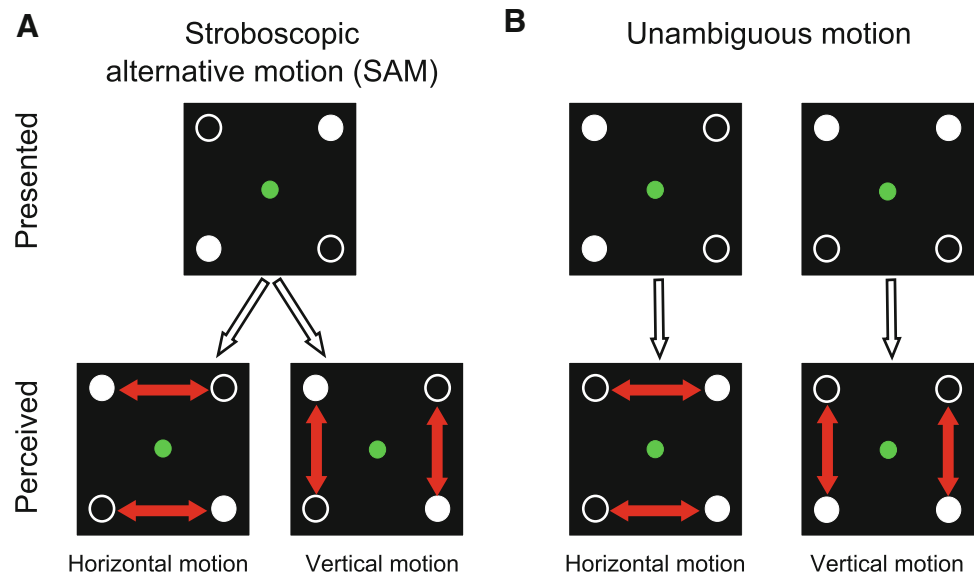 A
Stroboscopic
alternative motion (SAM)
B
Unambiguous motion
Presented
Perceived
Horizontal motion
Vertical motion
Horizontal motion
Vertical motion